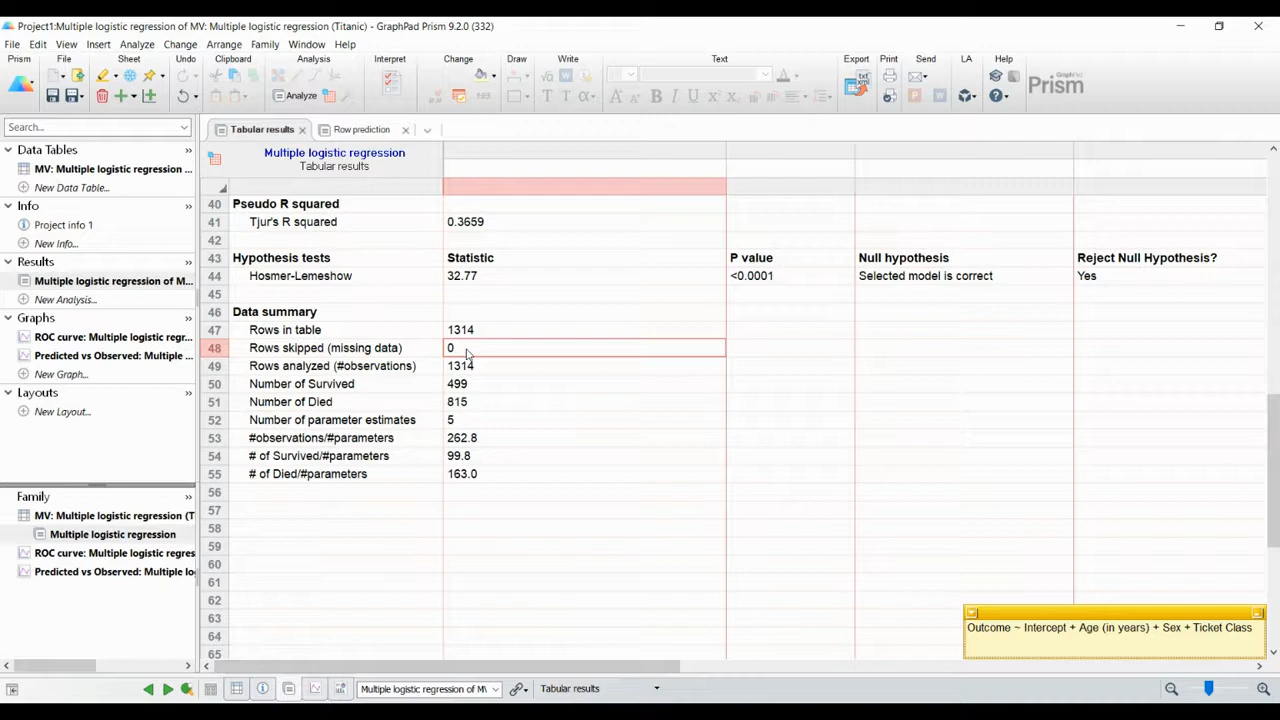 Project1:Multiple logistic regression of MV: Multiple logistic regression (Titanic) - GraphPad Prism 9.2.0 (332)
File Edit View Insert Analyze Change Arrange Family Window Help
Prism File Sheet Undo Clipboard Analysis Interpret Change Draw Write Text Export Print Send LA Help
Analyze
GraphPad
Prism
Search...
Tabular results Row prediction
Data Tables
MV: Multiple logistic regression ...
New Data Table...
Info
Project info 1
New Info...
Results
Multiple logistic regression of M...
New Analysis...
Graphs
ROC curve: Multiple logistic regr...
Predicted vs Observed: Multiple ...
New Graph...
Layouts
New Layout...
Family
MV: Multiple logistic regression (T
Multiple logistic regression
ROC curve: Multiple logistic regres
Predicted vs Observed: Multiple lo
Multiple logistic regression
Tabular results
40 Pseudo R squared
41 Tjur's R squared 0.3659
42
43 Hypothesis tests Statistic P value Null hypothesis Reject Null Hypothesis?
44 Hosmer-Lemeshow 32.77 <0.0001 Selected model is correct Yes
45
46 Data summary
47 Rows in table 1314
48 Rows skipped (missing data) 0
49 Rows analyzed (#observations) 1314
50 Number of Survived 499
51 Number of Died 815
52 Number of parameter estimates 5
53 #observations/#parameters 262.8
54 # of Survived/#parameters 99.8
55 # of Died/#parameters 163.0
56
57
58
59
60
61
62
63
64
65
Outcome ~ Intercept + Age (in years) + Sex + Ticket Class
Multiple logistic regression of M\ Tabular results